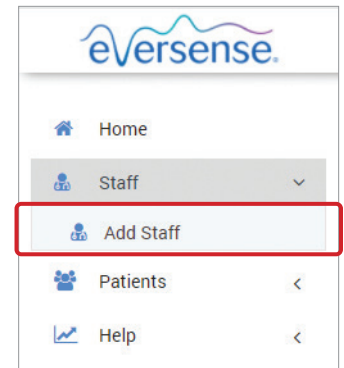 eversense.
Home
Staff
Add Staff
Patients
Help